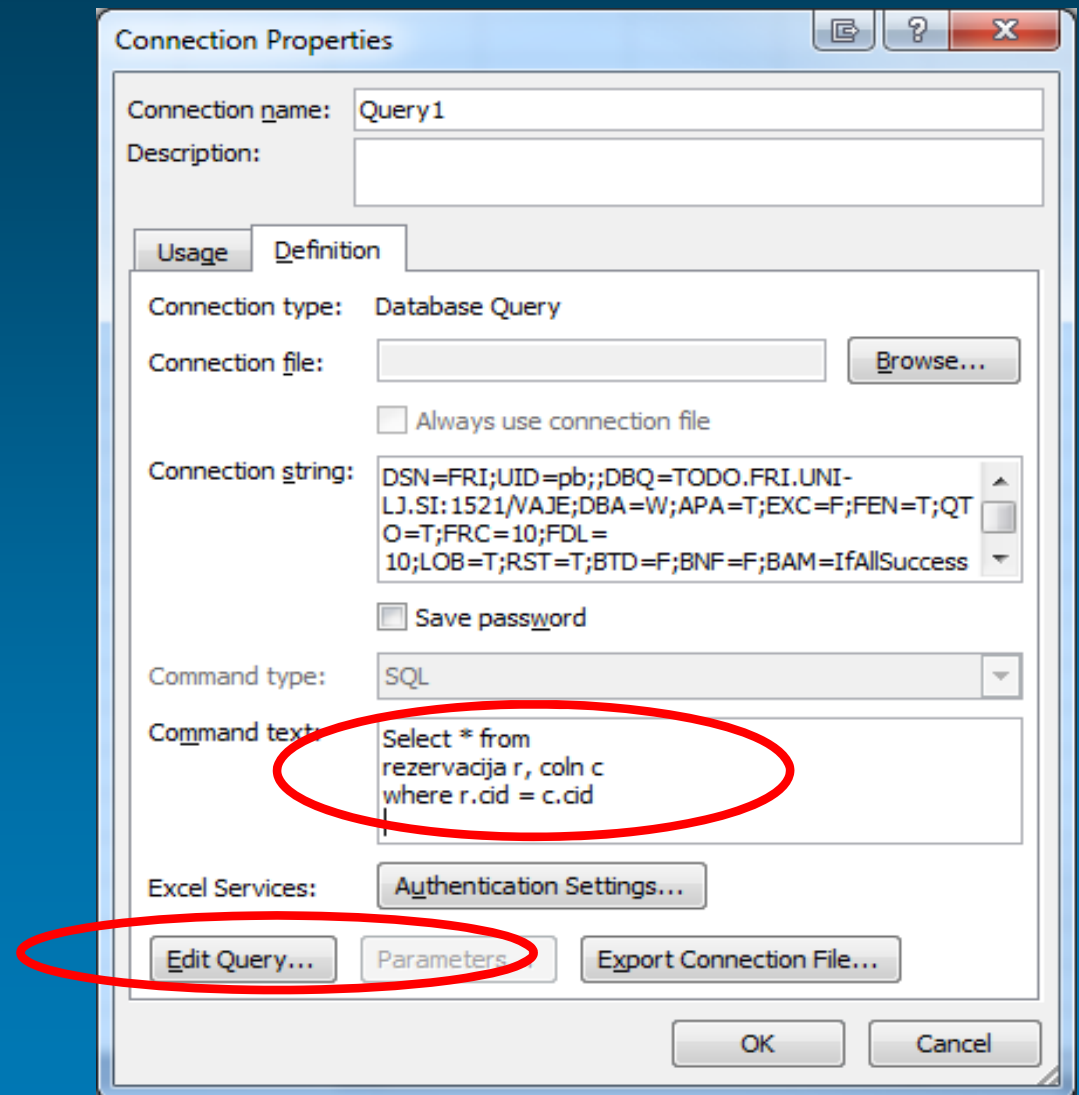 Connection Properties
Connection name: Query1
Description:
Usage Definition
Connection type: Database Query
Connection file: Browse...
Always use connection file
Connection string: DSN=FRI;UID=pb;;DBQ=TODO.FRI.UNI-
LJ.SI:1521/VAJE;DBA=W;APA=T;EXC=F;FEN=T;QT
O=T;FRC=10;FDL=
10;LOB=T;RST=T;BTD=F;BNF=F;BAM=IfAllSuccess
Save password
Command type: SQL
Command text: Select * from
rezervacija r, coln c
where r.cid = c.cid
Excel Services: Authentication Settings...
Edit Query... Parameters... Export Connection File...
OK Cancel